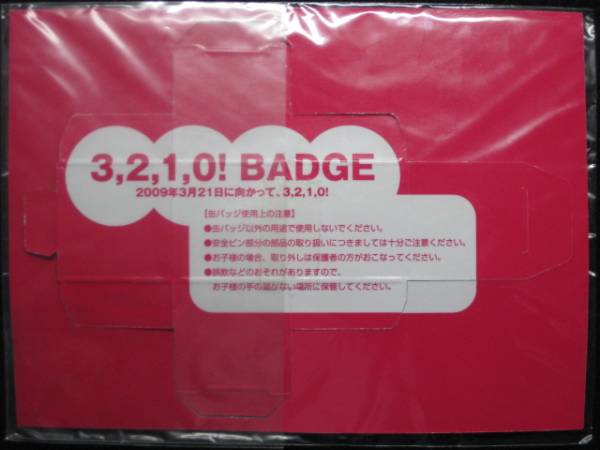 3,2,1,0! BADGE
2009年3月21日に向かって、3,2,1,0!
【缶バッジ使用上の注意】
●缶バッジ以外の用途で使用しないでください。
●安全ピン部分の部品の取り扱いにつきましては十分ご注意ください。
●お子様の場合、取り外しは保護者の方がおこなってください。
●誤飲などのおそれがありますので、
お子様の手の届かない場所に保管してください。